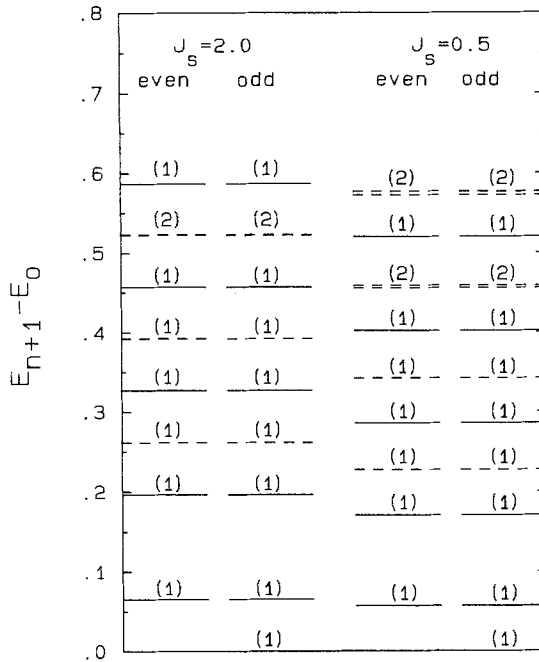 .8
J_s=2.0 J_s=0.5
even odd even odd
.7
(1) (1) (2) (2)
.6
(2) (2) (1) (1)
.5
(1) (1) (2) (2)
.4
(1) (1) (1) (1)
(1) (1) (1) (1)
.3
(1) (1) (1) (1)
(1) (1) (1) (1)
.2
(1) (1)
.1
(1) (1) (1) (1)
(1) (1)
.0
E_{n+1}-E_0